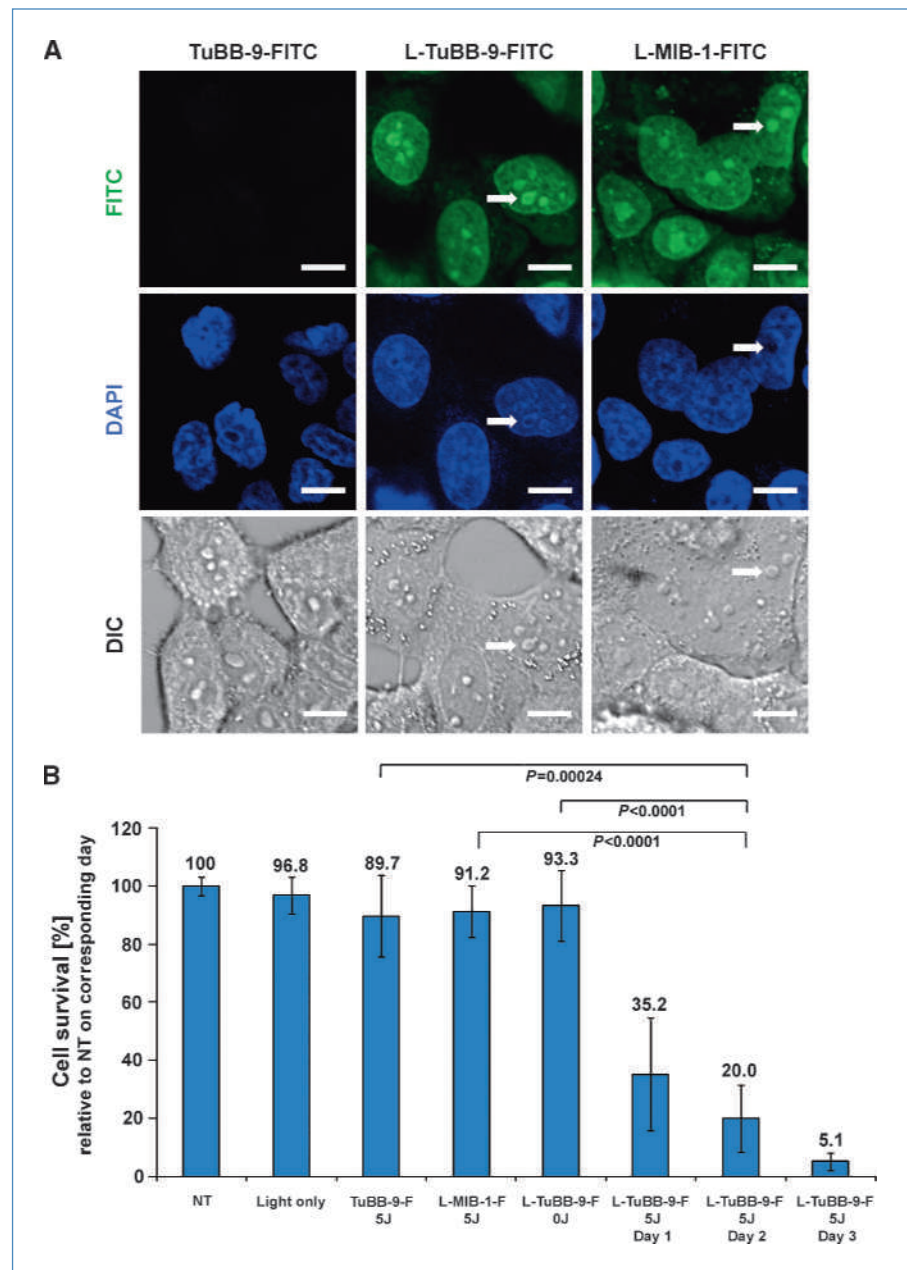 A
TuBB-9-FITC L-TuBB-9-FITC L-MIB-1-FITC
FITC
DAPI
DIC
B
P=0.00024
P<0.0001
P<0.0001
Cell survival [%]
relative to NT on corresponding day
120
100
80
60
40
20
0
100 96.8 89.7 91.2 93.3 35.2 20.0 5.1
NT
Light only
TuBB-9-F
5J
L-MIB-1-F
5J
L-TuBB-9-F
0J
L-TuBB-9-F
5J
Day 1
L-TuBB-9-F
5J
Day 2
L-TuBB-9-F
5J
Day 3